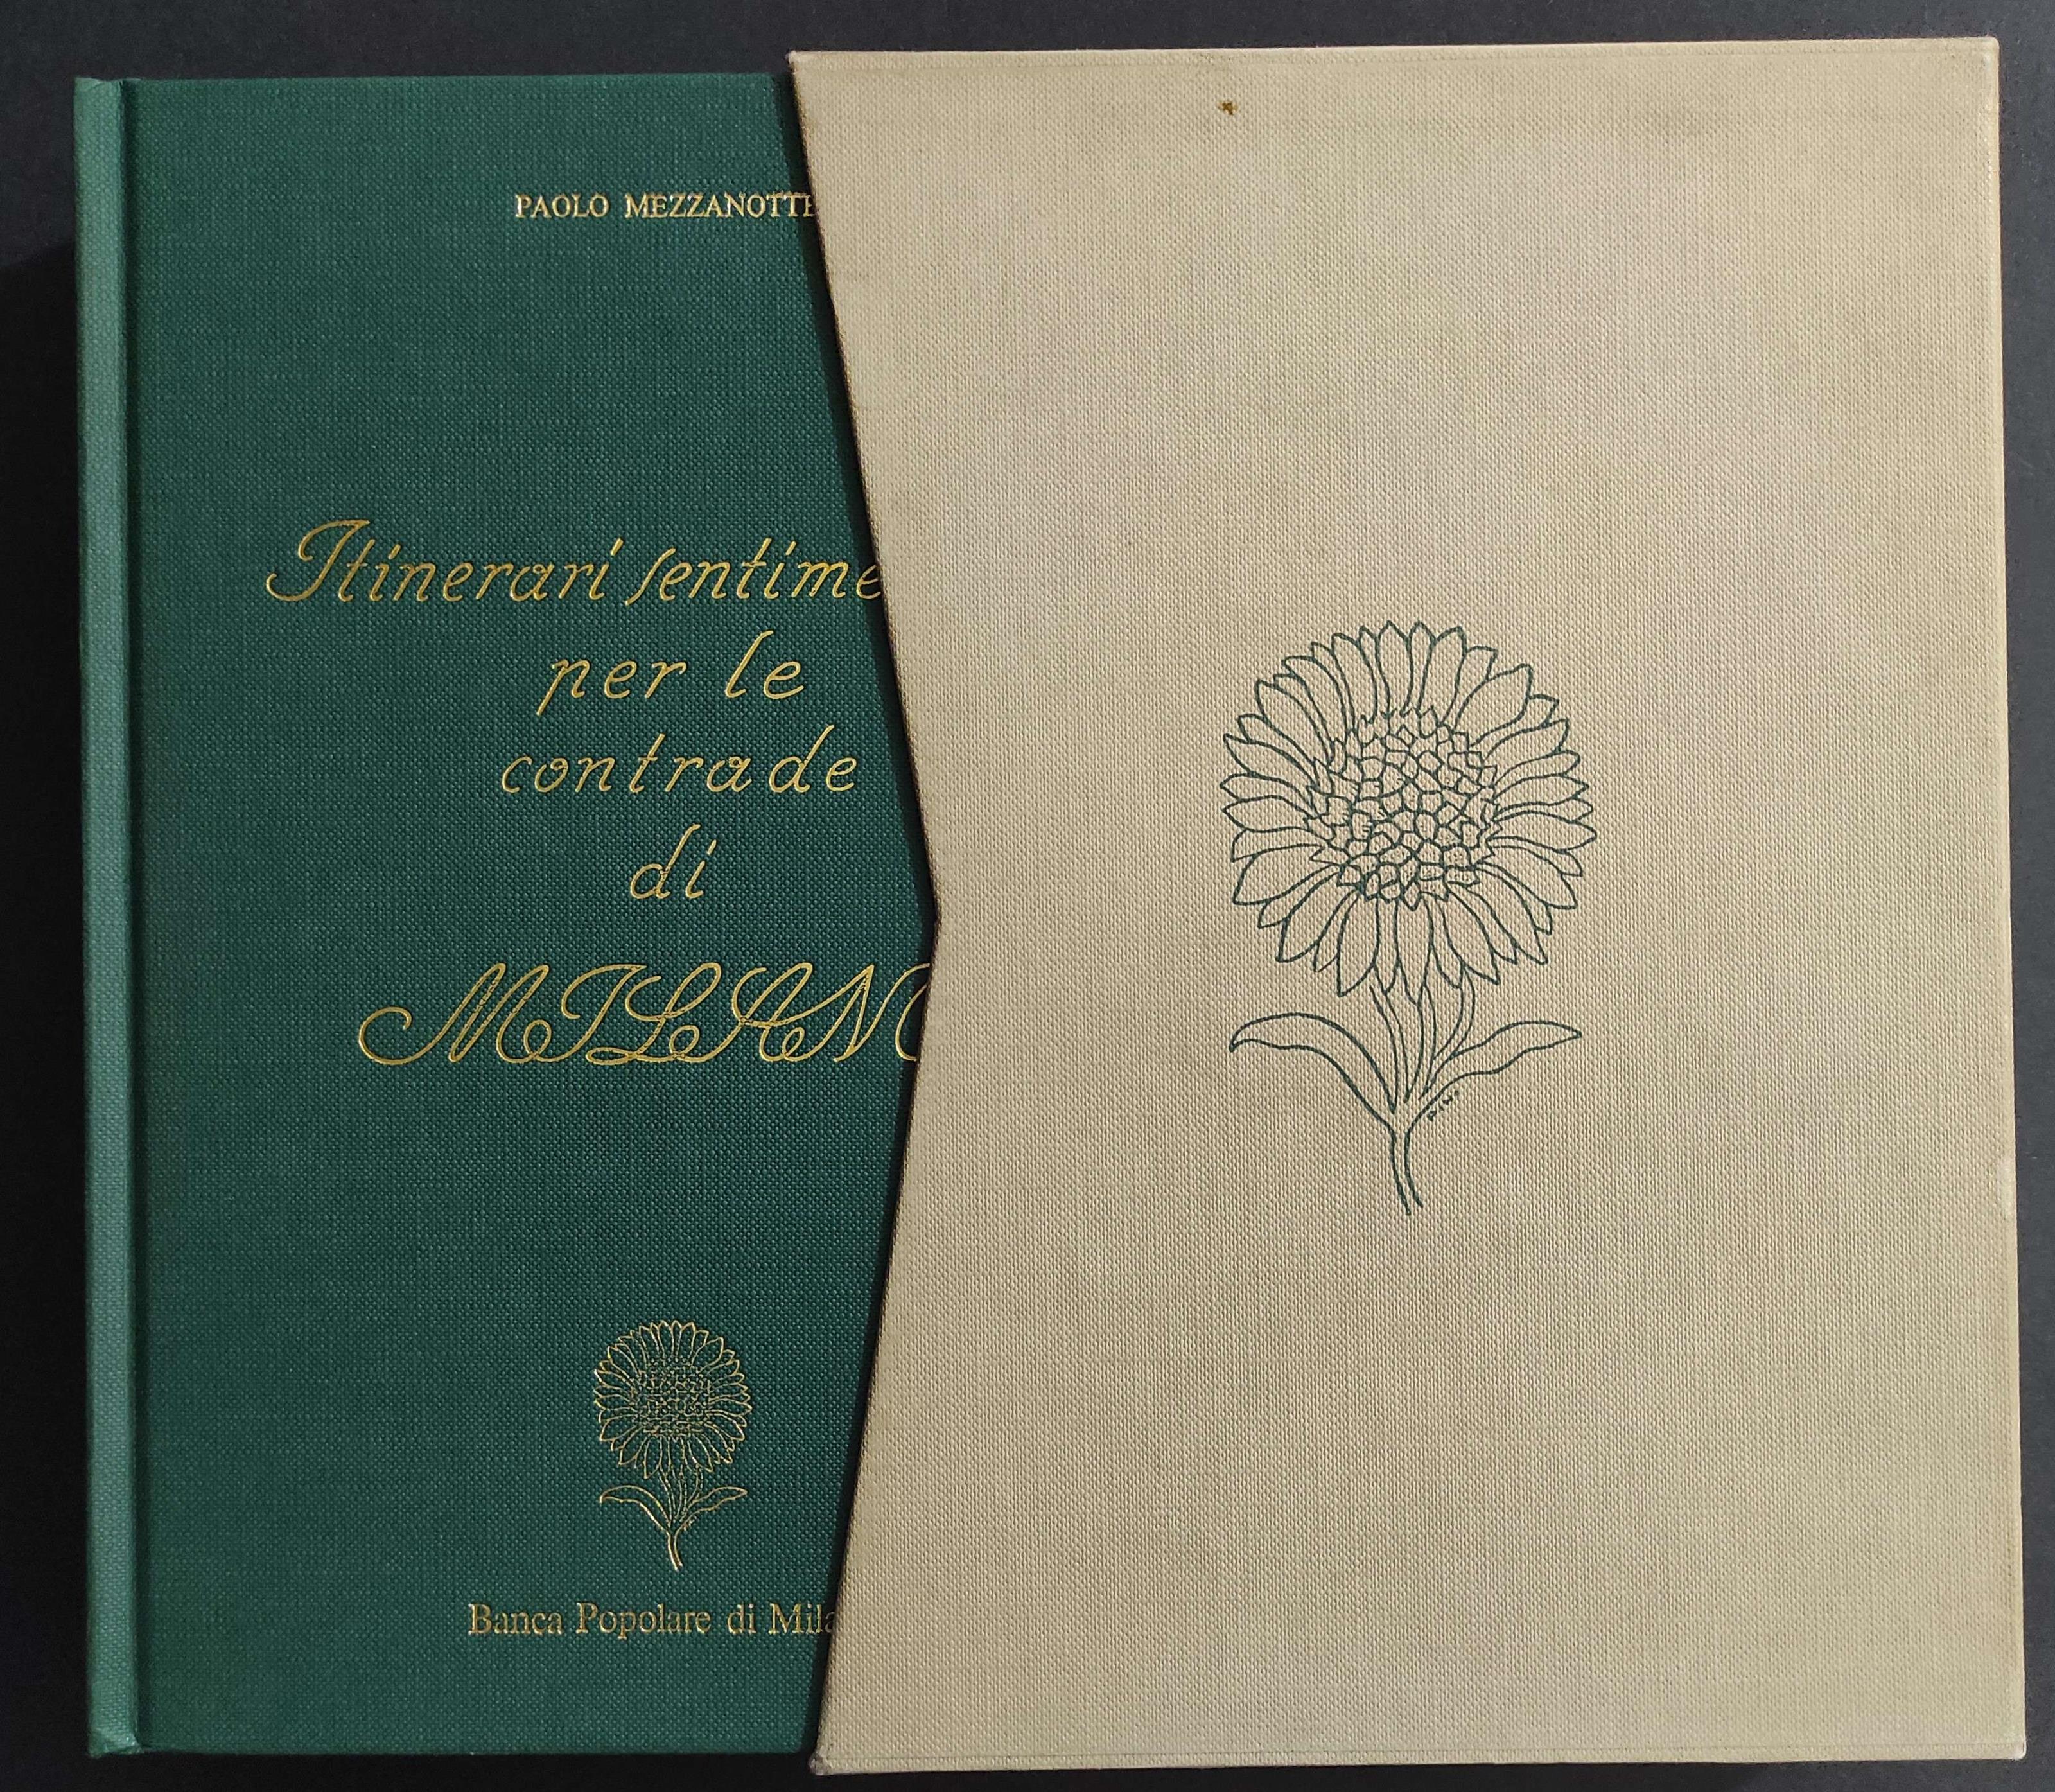 PAOLO MEZZANOTTE
Itinerari sentime
per le
contrade
di
MILAN
Banca Popolare di Mila